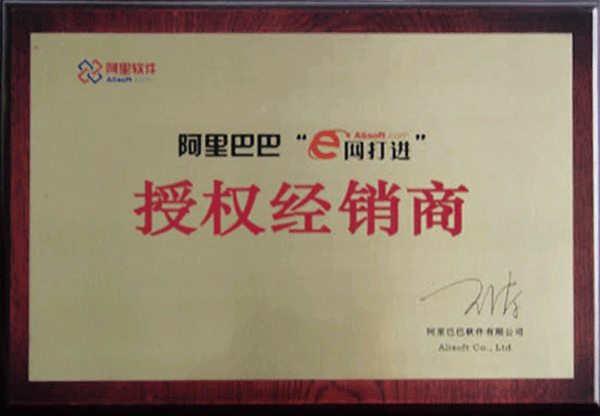 阿里软件
Alisoft.com
阿里巴巴“e网打进”
Alisoft.com
授权经销商
阿里巴巴软件有限公司
Alisoft Co., Ltd.